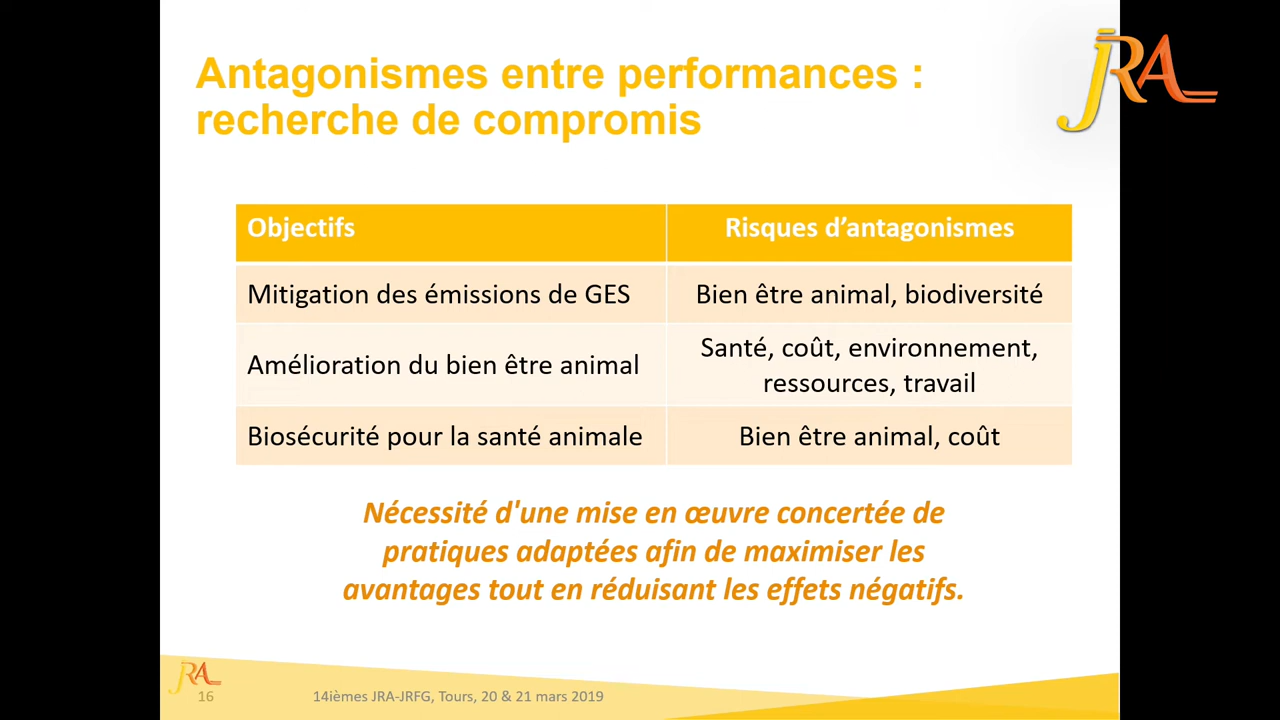 Antagonismes entre performances :
recherche de compromis
JRA
Objectifs
Risques d’antagonismes
Mitigation des émissions de GES
Bien être animal, biodiversité
Amélioration du bien être animal
Santé, coût, environnement,
ressources, travail
Biosécurité pour la santé animale
Bien être animal, coût
Nécessité d'une mise en œuvre concertée de
pratiques adaptées afin de maximiser les
avantages tout en réduisant les effets négatifs.
JRA
16
14ièmes JRA-JRFG, Tours, 20 & 21 mars 2019